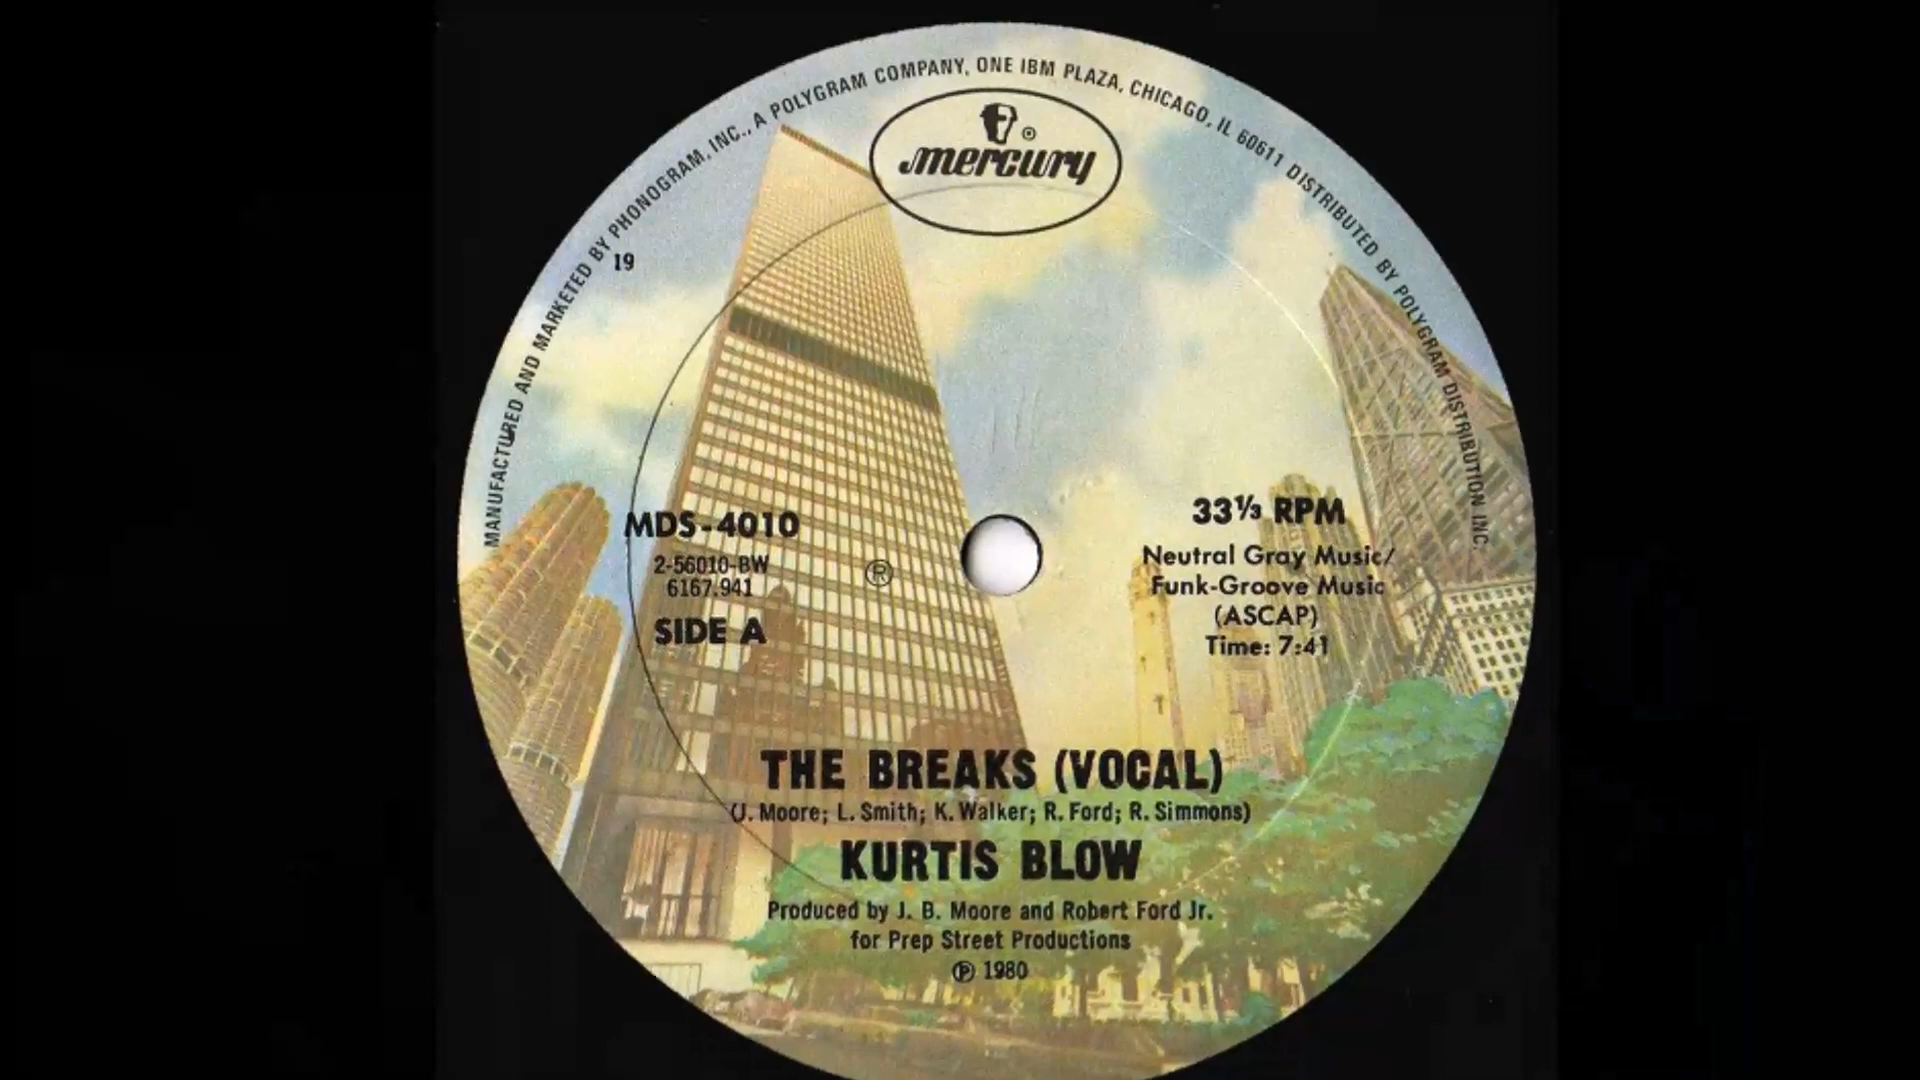 MANUFACTURED AND MARKETED BY PHONOGRAM, INC., A POLYGRAM COMPANY, ONE IBM PLAZA, CHICAGO, IL 60611 DISTRIBUTED BY POLYGRAM DISTRIBUTION INC.
mercury ®
19
MDS-4010
2-56010-BW
6167.941
SIDE A
Ⓡ
33⅓ RPM
Neutral Gray Music/
Funk-Groove Music
(ASCAP)
Time: 7:41
THE BREAKS (VOCAL)
(J. Moore; L. Smith; K. Walker; R. Ford; R. Simmons)
KURTIS BLOW
Produced by J. B. Moore and Robert Ford Jr.
for Prep Street Productions
℗ 1980